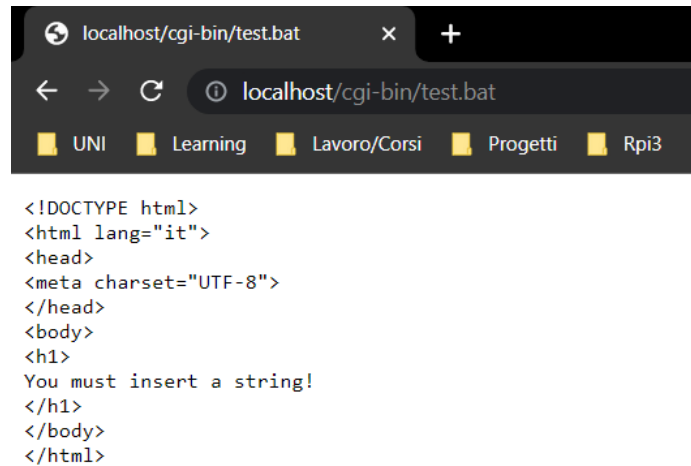 localhost/cgi-bin/test.bat
localhost/cgi-bin/test.bat
UNI Learning Lavoro/Corsi Progetti Rpi3
<!DOCTYPE html>
<html lang="it">
<head>
<meta charset="UTF-8">
</head>
<body>
<h1>
You must insert a string!
</h1>
</body>
</html>